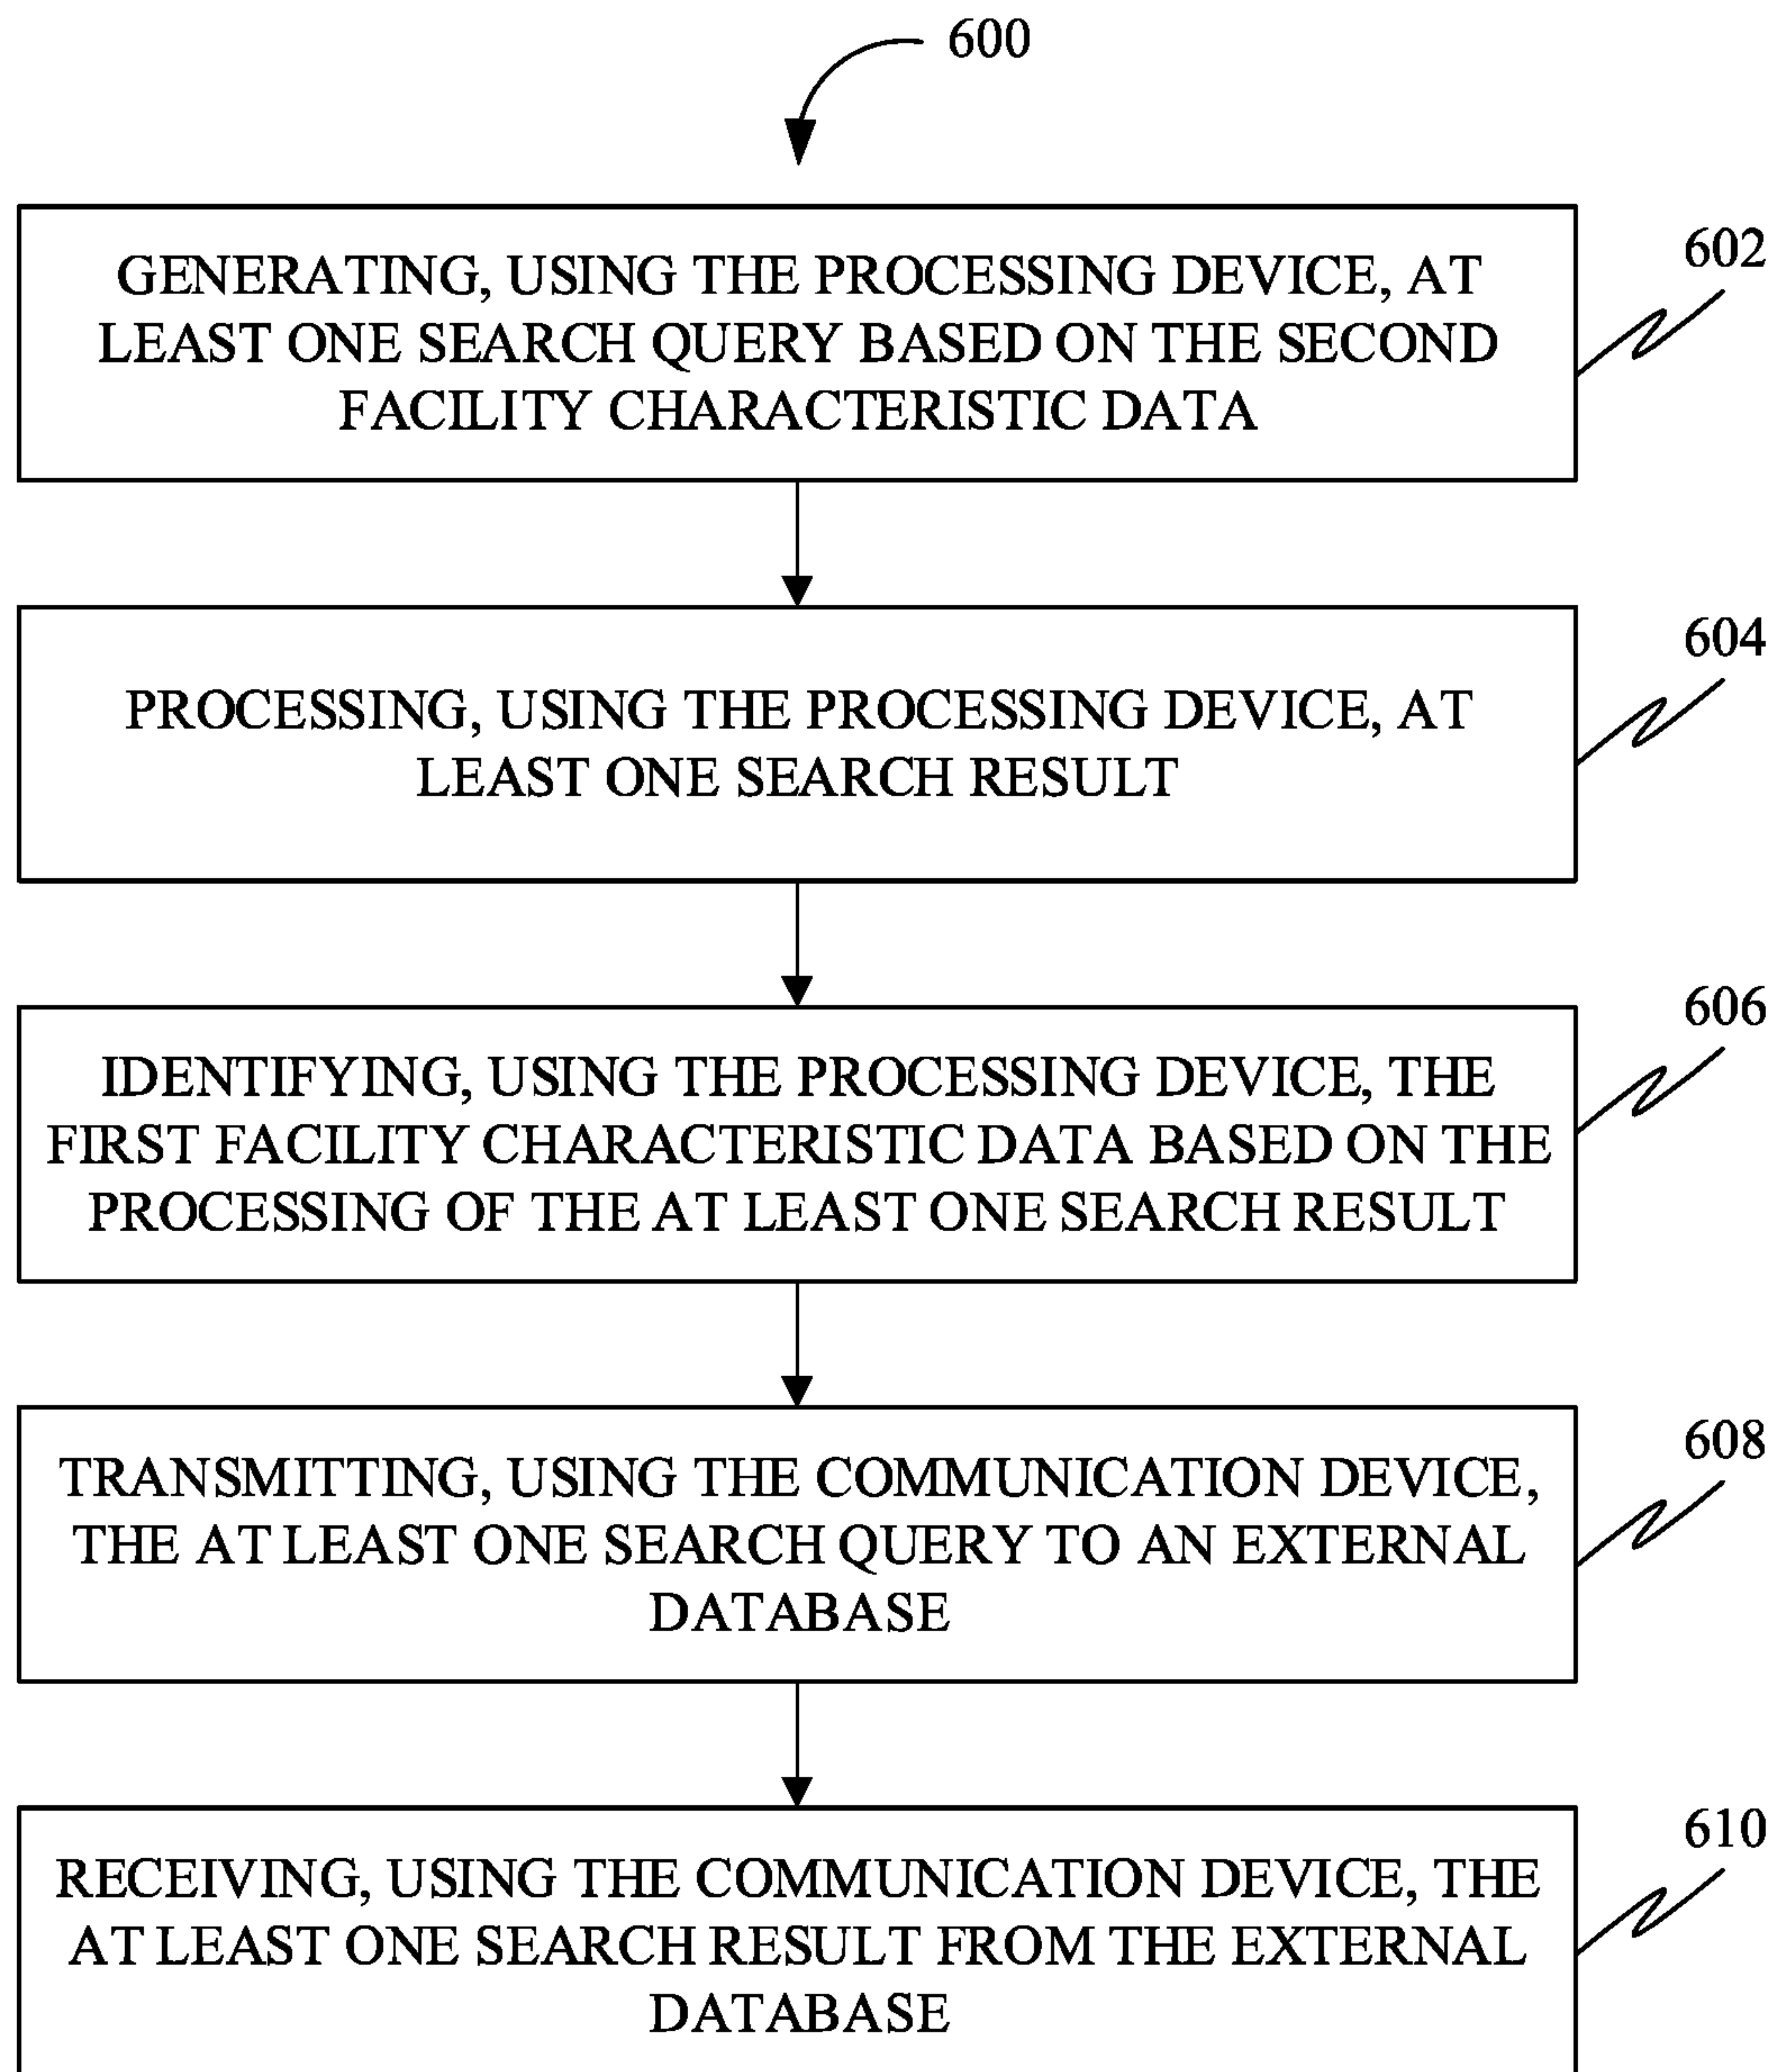 600
602
GENERATING, USING THE PROCESSING DEVICE, AT
LEAST ONE SEARCH QUERY BASED ON THE SECOND
FACILITY CHARACTERISTIC DATA
604
PROCESSING, USING THE PROCESSING DEVICE, AT
LEAST ONE SEARCH RESULT
606
IDENTIFYING, USING THE PROCESSING DEVICE, THE
FIRST FACILITY CHARACTERISTIC DATA BASED ON THE
PROCESSING OF THE AT LEAST ONE SEARCH RESULT
608
TRANSMITTING, USING THE COMMUNICATION DEVICE,
THE AT LEAST ONE SEARCH QUERY TO AN EXTERNAL
DATABASE
610
RECEIVING, USING THE COMMUNICATION DEVICE, THE
AT LEAST ONE SEARCH RESULT FROM THE EXTERNAL
DATABASE